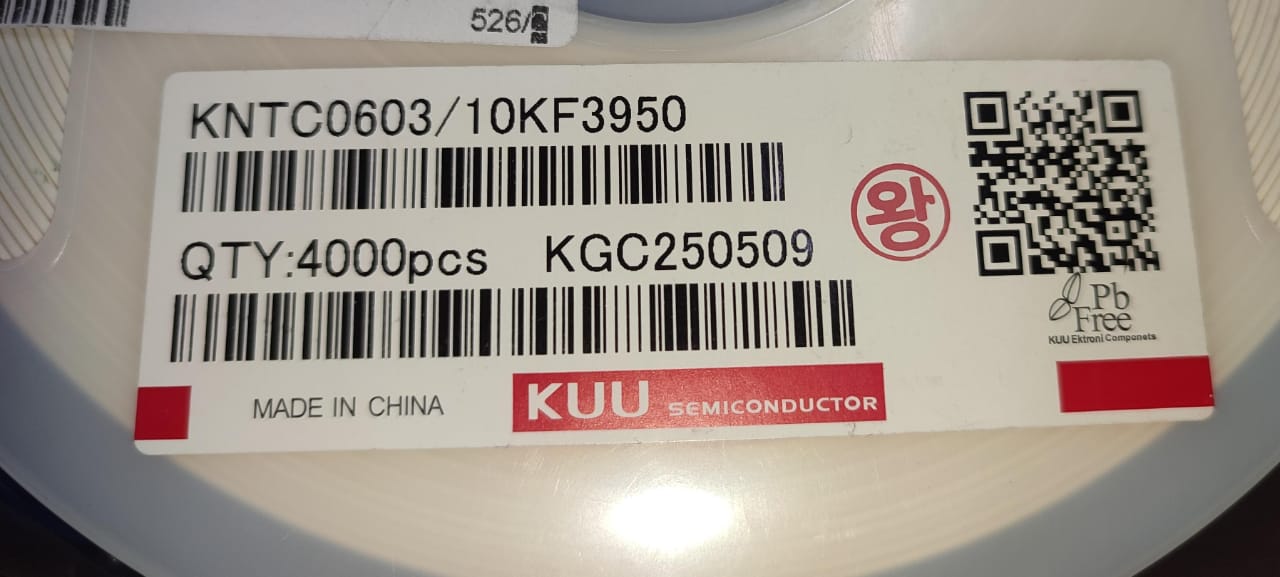 526/
KNTC0603/10KF3950
QTY:4000pcs KGC250509
왕
Pb
Free
KUU Ektroni Componets
MADE IN CHINA
KUU SEMICONDUCTOR